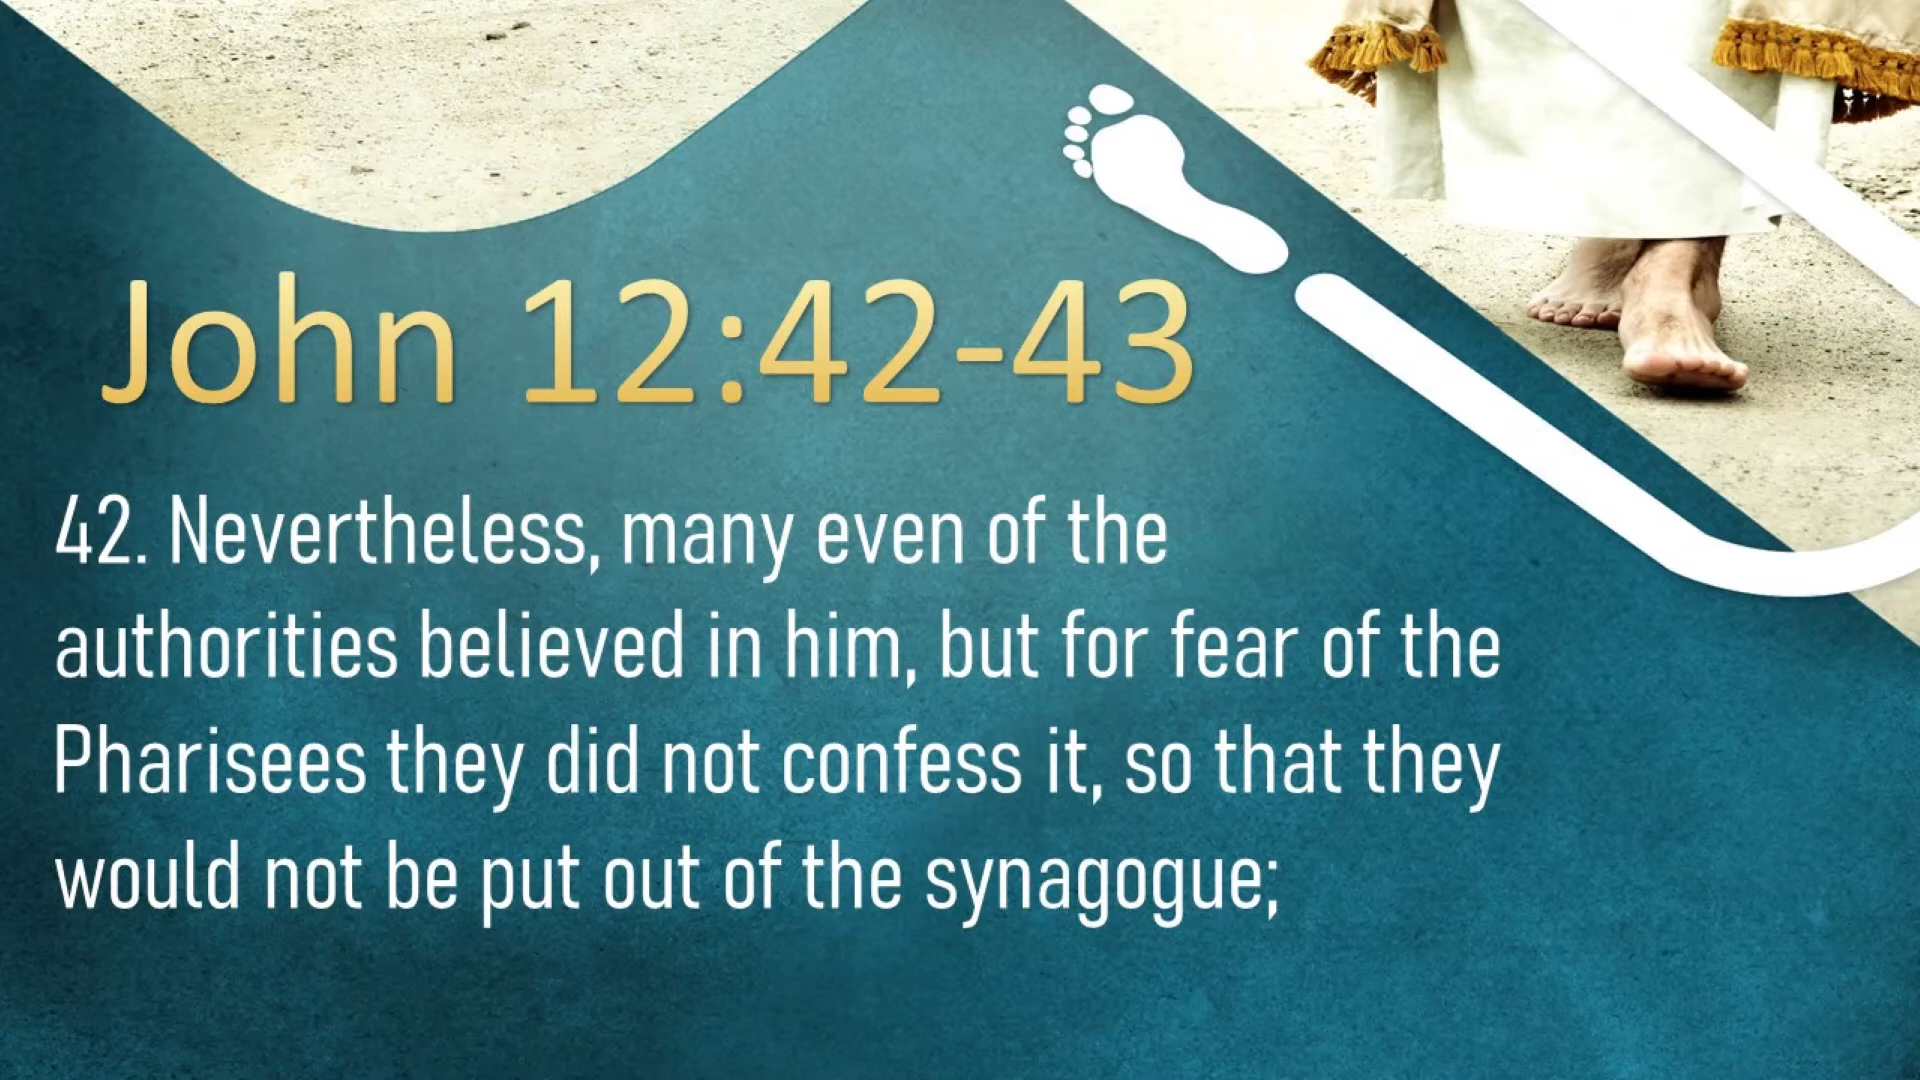 John 12:42-43
42. Nevertheless, many even of the
authorities believed in him, but for fear of the
Pharisees they did not confess it, so that they
would not be put out of the synagogue;